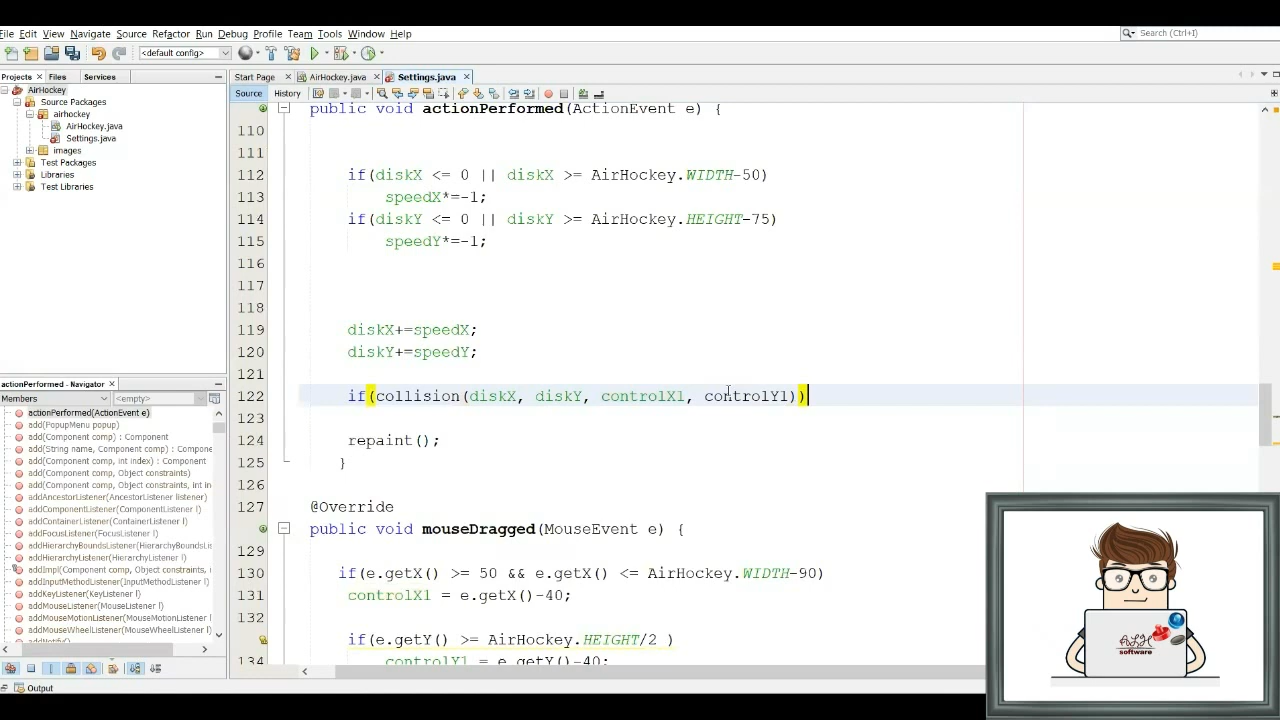 File Edit View Navigate Source Refactor Run Debug Profile Team Tools Window Help
Search (Ctrl+I)
<default config>
Projects Files Services
Start Page AirHockey.java Settings.java
Source History
AirHockey
Source Packages
airhockey
AirHockey.java
Settings.java
images
Test Packages
Libraries
Test Libraries
public void actionPerformed(ActionEvent e) {
110
111
112 if(diskX <= 0 || diskX >= AirHockey.WIDTH-50)
113 speedX*=-1;
114 if(diskY <= 0 || diskY >= AirHockey.HEIGHT-75)
115 speedY*=-1;
116
117
118
119 diskX+=speedX;
120 diskY+=speedY;
121
122 if(collision(diskX, diskY, controlX1, controlY1))
123
124 repaint();
125 }
126
127 @Override
public void mouseDragged(MouseEvent e) {
129
130 if(e.getX() >= 50 && e.getX() <= AirHockey.WIDTH-90)
131 controlX1 = e.getX()-40;
132
if(e.getY() >= AirHockey.HEIGHT/2 )
134 controlY1 = e.getY()-40;
actionPerformed - Navigator
Members <empty>
actionPerformed(ActionEvent e)
add(PopupMenu popup)
add(Component comp) : Component
add(String name, Component comp) : Compone
add(Component comp, int index) : Component
add(Component comp, Object constraints)
add(Component comp, Object constraints, int in
addAncestorListener(AncestorListener listener)
addComponentListener(ComponentListener l)
addContainerListener(ContainerListener l)
addFocusListener(FocusListener l)
addHierarchyBoundsListener(HierarchyBoundsLis
addHierarchyListener(HierarchyListener l)
addImpl(Component comp, Object constraints,
addInputMethodListener(InputMethodListener l)
addKeyListener(KeyListener l)
addMouseListener(MouseListener l)
addMouseMotionListener(MouseMotionListener l)
addMouseWheelListener(MouseWheelListener l)
Output
software